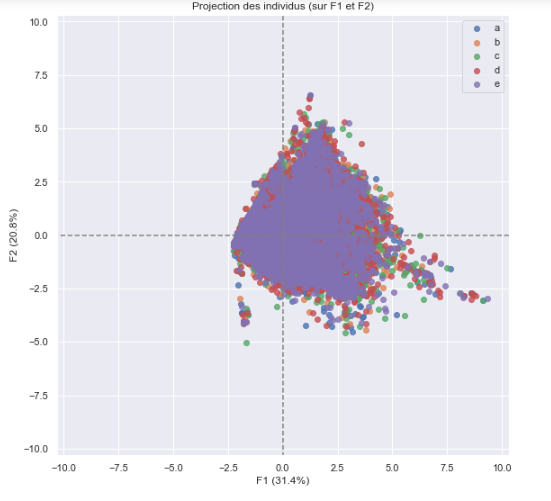 Projection des individus (sur F1 et F2)
a
b
c
d
e
10.0
7.5
5.0
2.5
0.0
−2.5
−5.0
−7.5
−10.0
F2 (20.8%)
−10.0 −7.5 −5.0 −2.5 0.0 2.5 5.0 7.5 10.0
F1 (31.4%)